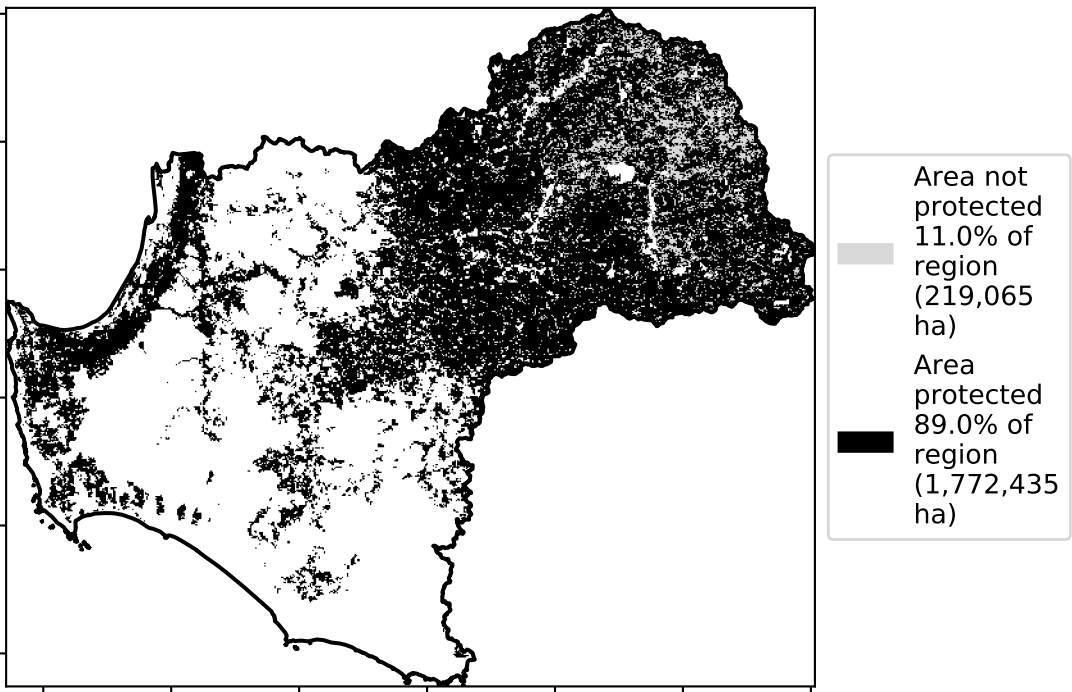 Area not
protected
11.0% of
region
(219,065
ha)
Area
protected
89.0% of
region
(1,772,435
ha)